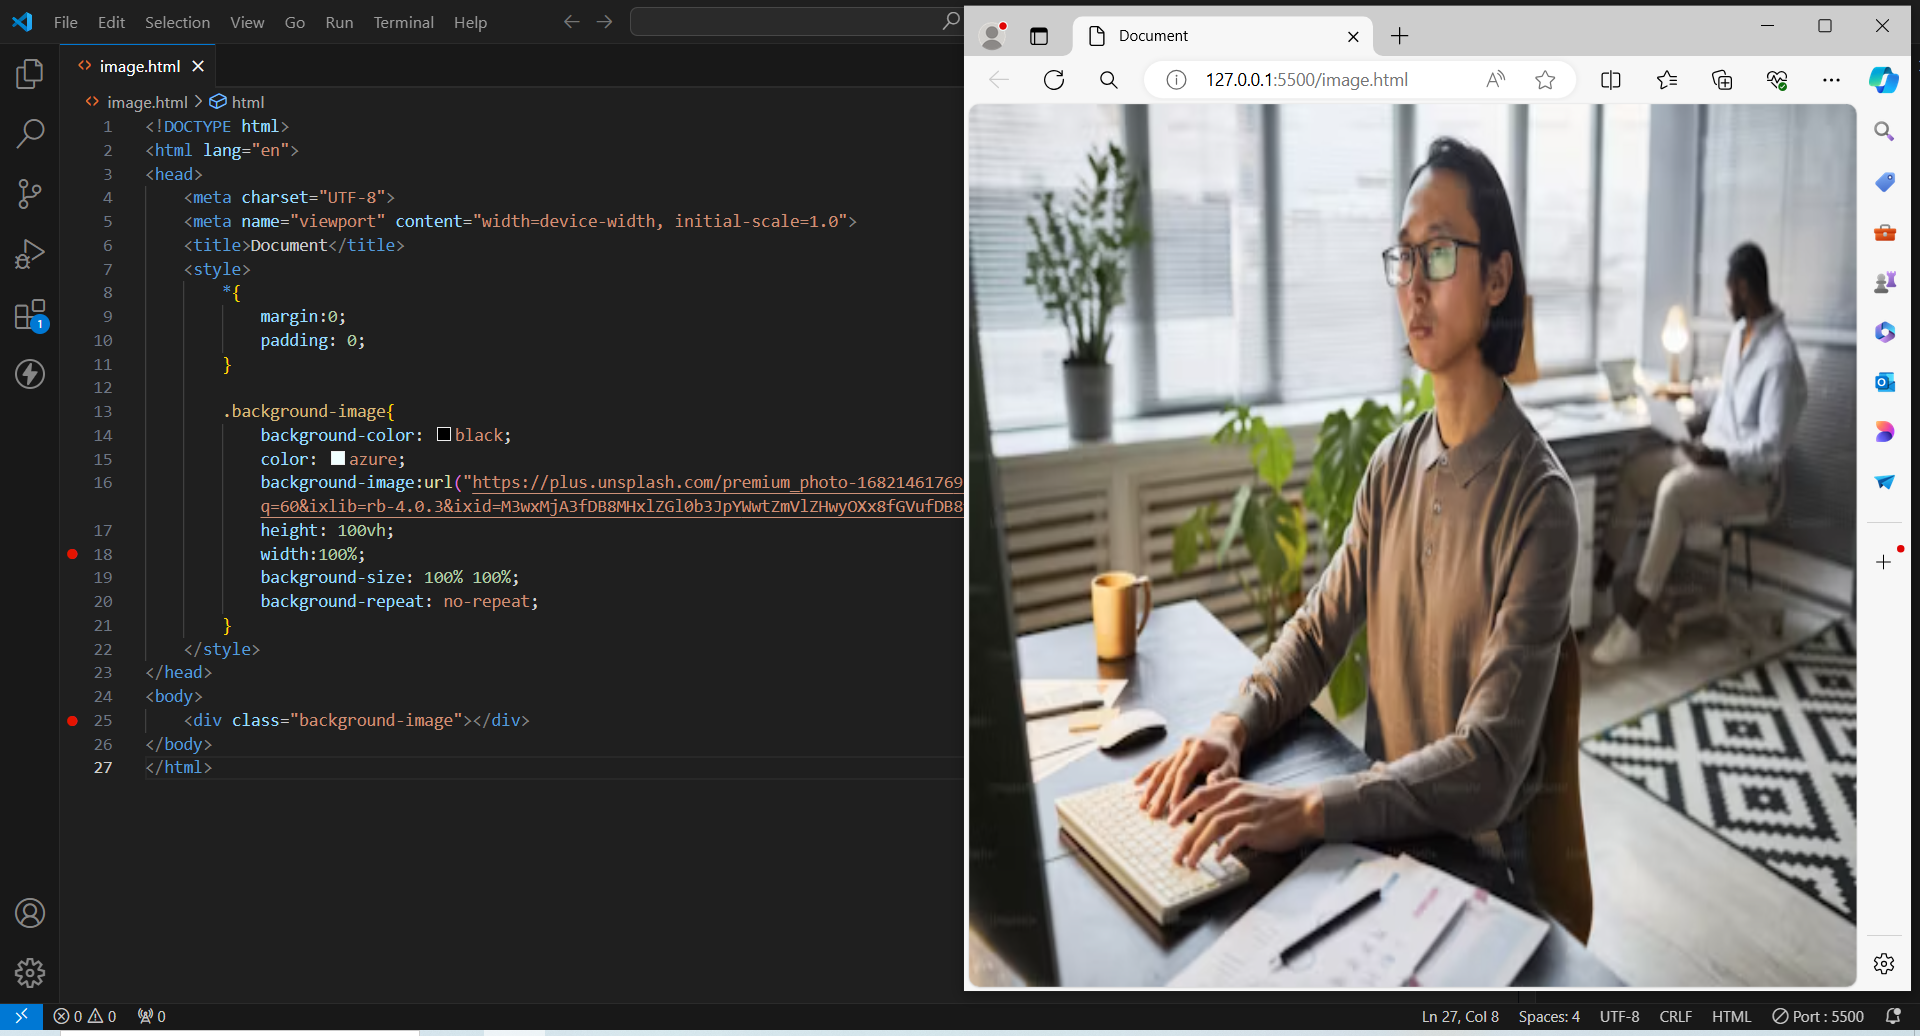 File Edit Selection View Go Run Terminal Help
image.html
image.html > html
1 <!DOCTYPE html>
2 <html lang="en">
3 <head>
4 <meta charset="UTF-8">
5 <meta name="viewport" content="width=device-width, initial-scale=1.0">
6 <title>Document</title>
7 <style>
8 *{
9 margin:0;
10 padding: 0;
11 }
12
13 .background-image{
14 background-color: black;
15 color: azure;
16 background-image:url("https://plus.unsplash.com/premium_photo-16821461769
q=60&ixlib=rb-4.0.3&ixid=M3wxMjA3fDB8MHxlZGl0b3JpYWwtZmVlZHwyOXx8fGVufDB8
17 height: 100vh;
18 width:100%;
19 background-size: 100% 100%;
20 background-repeat: no-repeat;
21 }
22 </style>
23 </head>
24 <body>
25 <div class="background-image"></div>
26 </body>
27 </html>
1
0 0 0
Ln 27, Col 8 Spaces: 4 UTF-8 CRLF HTML Port : 5500
Document
127.0.0.1:5500/image.html